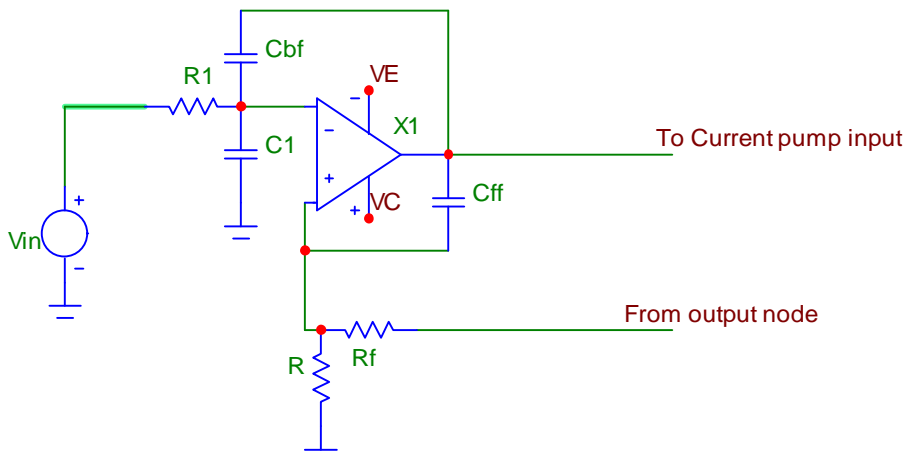 Cbf
R1
VE
X1
C1
To Current pump input
Cff
VC
Vin
From output node
R
Rf